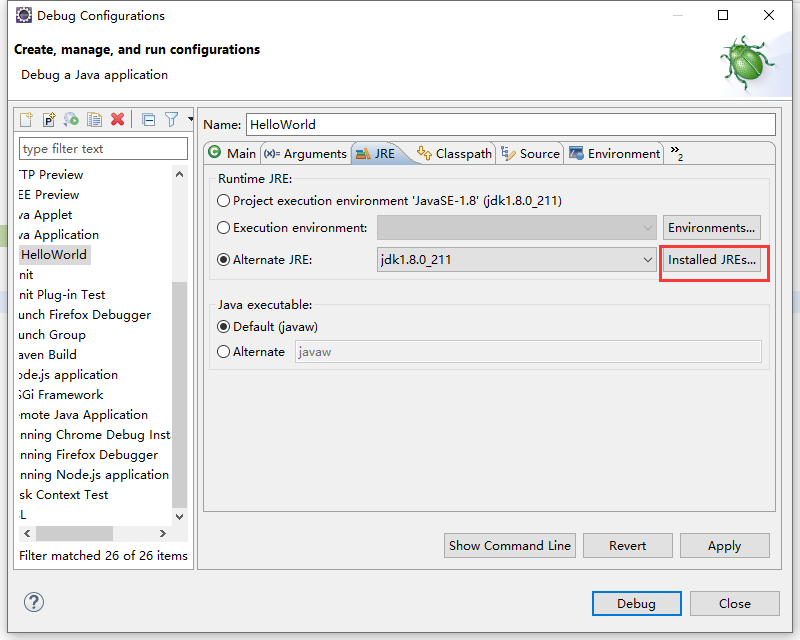 Debug Configurations
Create, manage, and run configurations
Debug a Java application
Name: HelloWorld
type filter text
Main (x)= Arguments JRE Classpath Source Environment »2
TP Preview
EE Preview
va Applet
va Application
HelloWorld
nit
nit Plug-in Test
unch Firefox Debugger
unch Group
aven Build
ode.js application
SGi Framework
emote Java Application
nning Chrome Debug Inst
nning Firefox Debugger
nning Node.js application
sk Context Test
L
Filter matched 26 of 26 items
Runtime JRE:
Project execution environment 'JavaSE-1.8' (jdk1.8.0_211)
Execution environment: Environments...
Alternate JRE: jdk1.8.0_211 Installed JREs...
Java executable:
Default (javaw)
Alternate javaw
Show Command Line Revert Apply
Debug Close